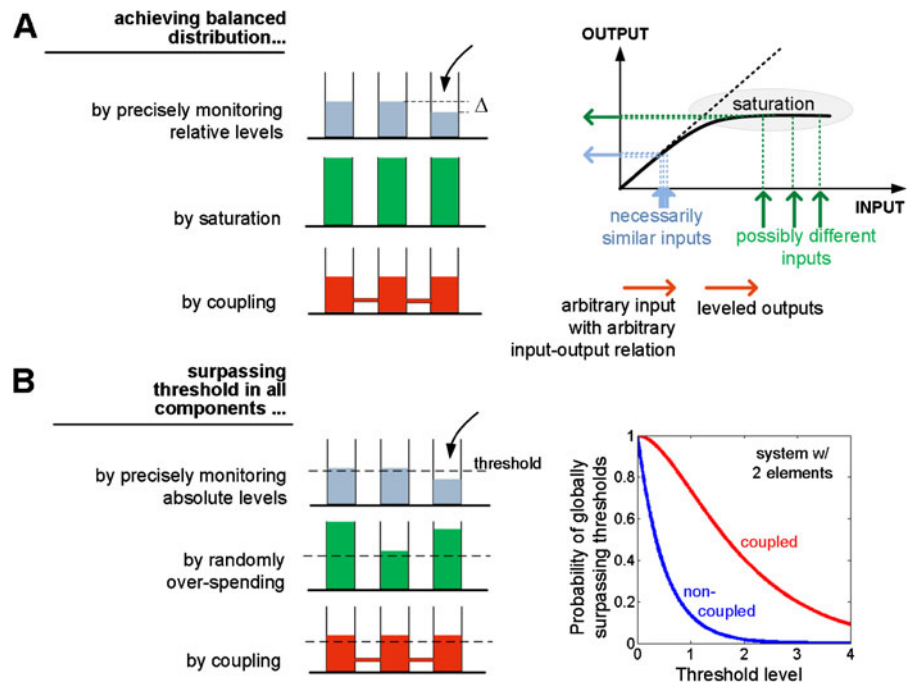 A
achieving balanced
distribution...
by precisely monitoring
relative levels
Δ
by saturation
by coupling
OUTPUT
saturation
INPUT
necessarily
similar inputs
possibly different
inputs
arbitrary input
with arbitrary
input-output relation
leveled outputs
B
surpassing
threshold in all
components ...
by precisely monitoring
absolute levels
threshold
by randomly
over-spending
by coupling
Probability of globally
surpassing thresholds
1
0.8
0.6
0.4
0.2
0
system w/
2 elements
coupled
non-
coupled
0 1 2 3 4
Threshold level